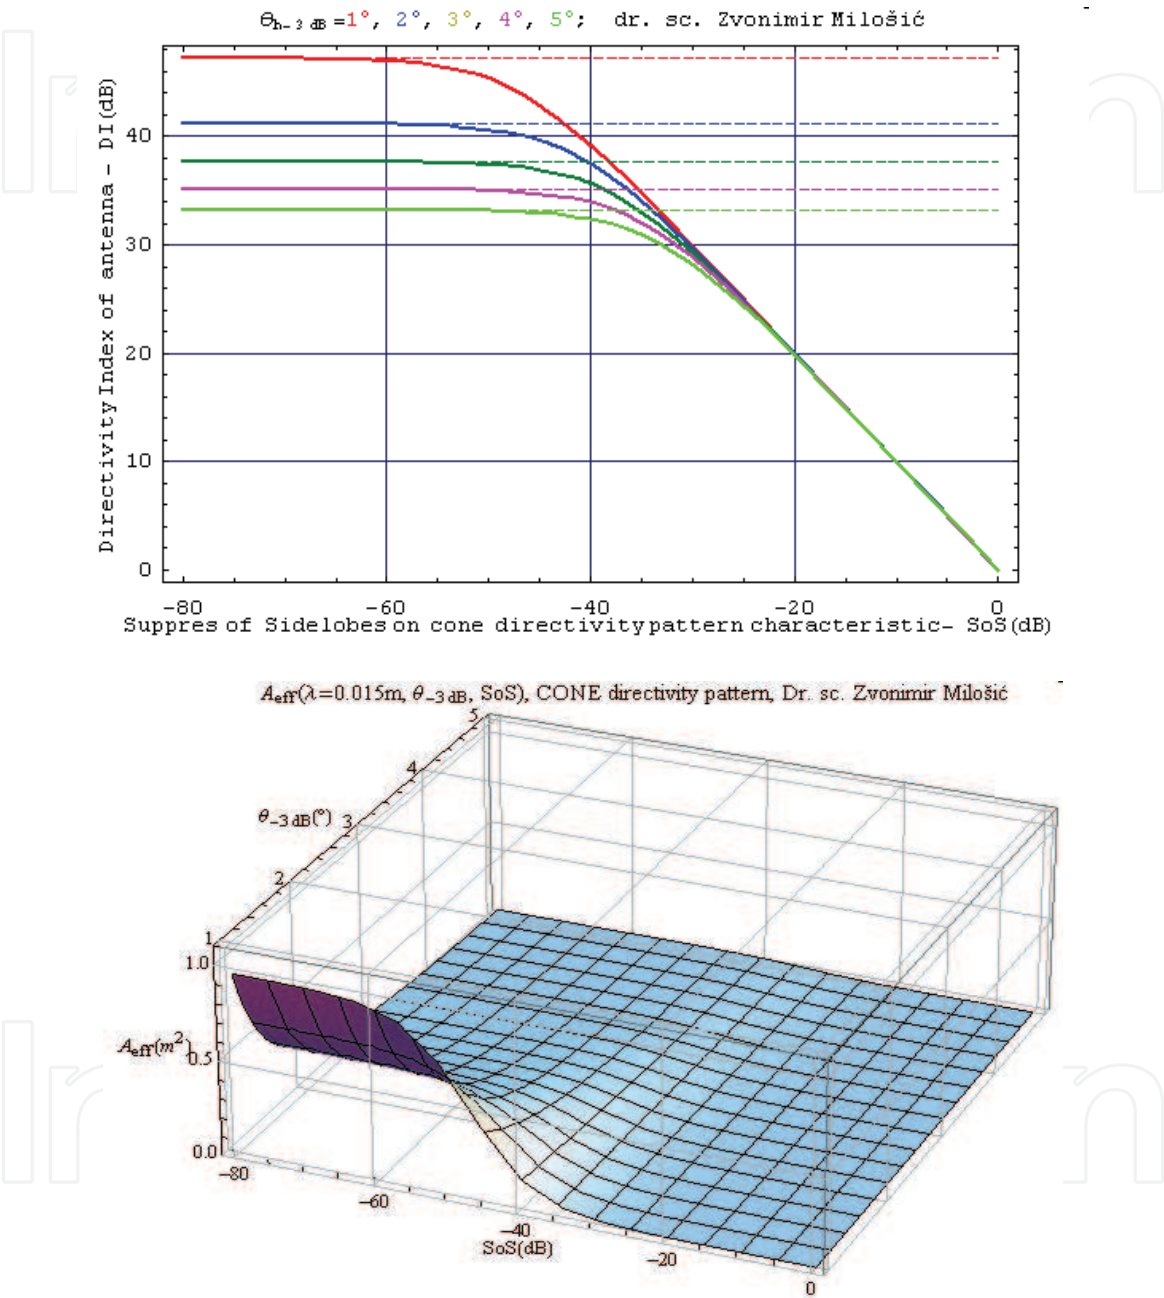 θh-3 dB=1°, 2°, 3°, 4°, 5°; dr. sc. Zvonimir Milošić
Directivity Index of antenna - DI(dB)
40
30
20
10
0
-80 -60 -40 -20 0
Suppres of Sidelobes on cone directivity pattern characteristic- SoS(dB)
Aeff(λ=0.015m, θ−3 dB, SoS), CONE directivity pattern, Dr. sc. Zvonimir Milošić
5
4
θ−3 dB(°) 3
2
1
1.0
Aeff(m²) 0.5
0.0
−80
−60
−40
SoS(dB)
−20
0